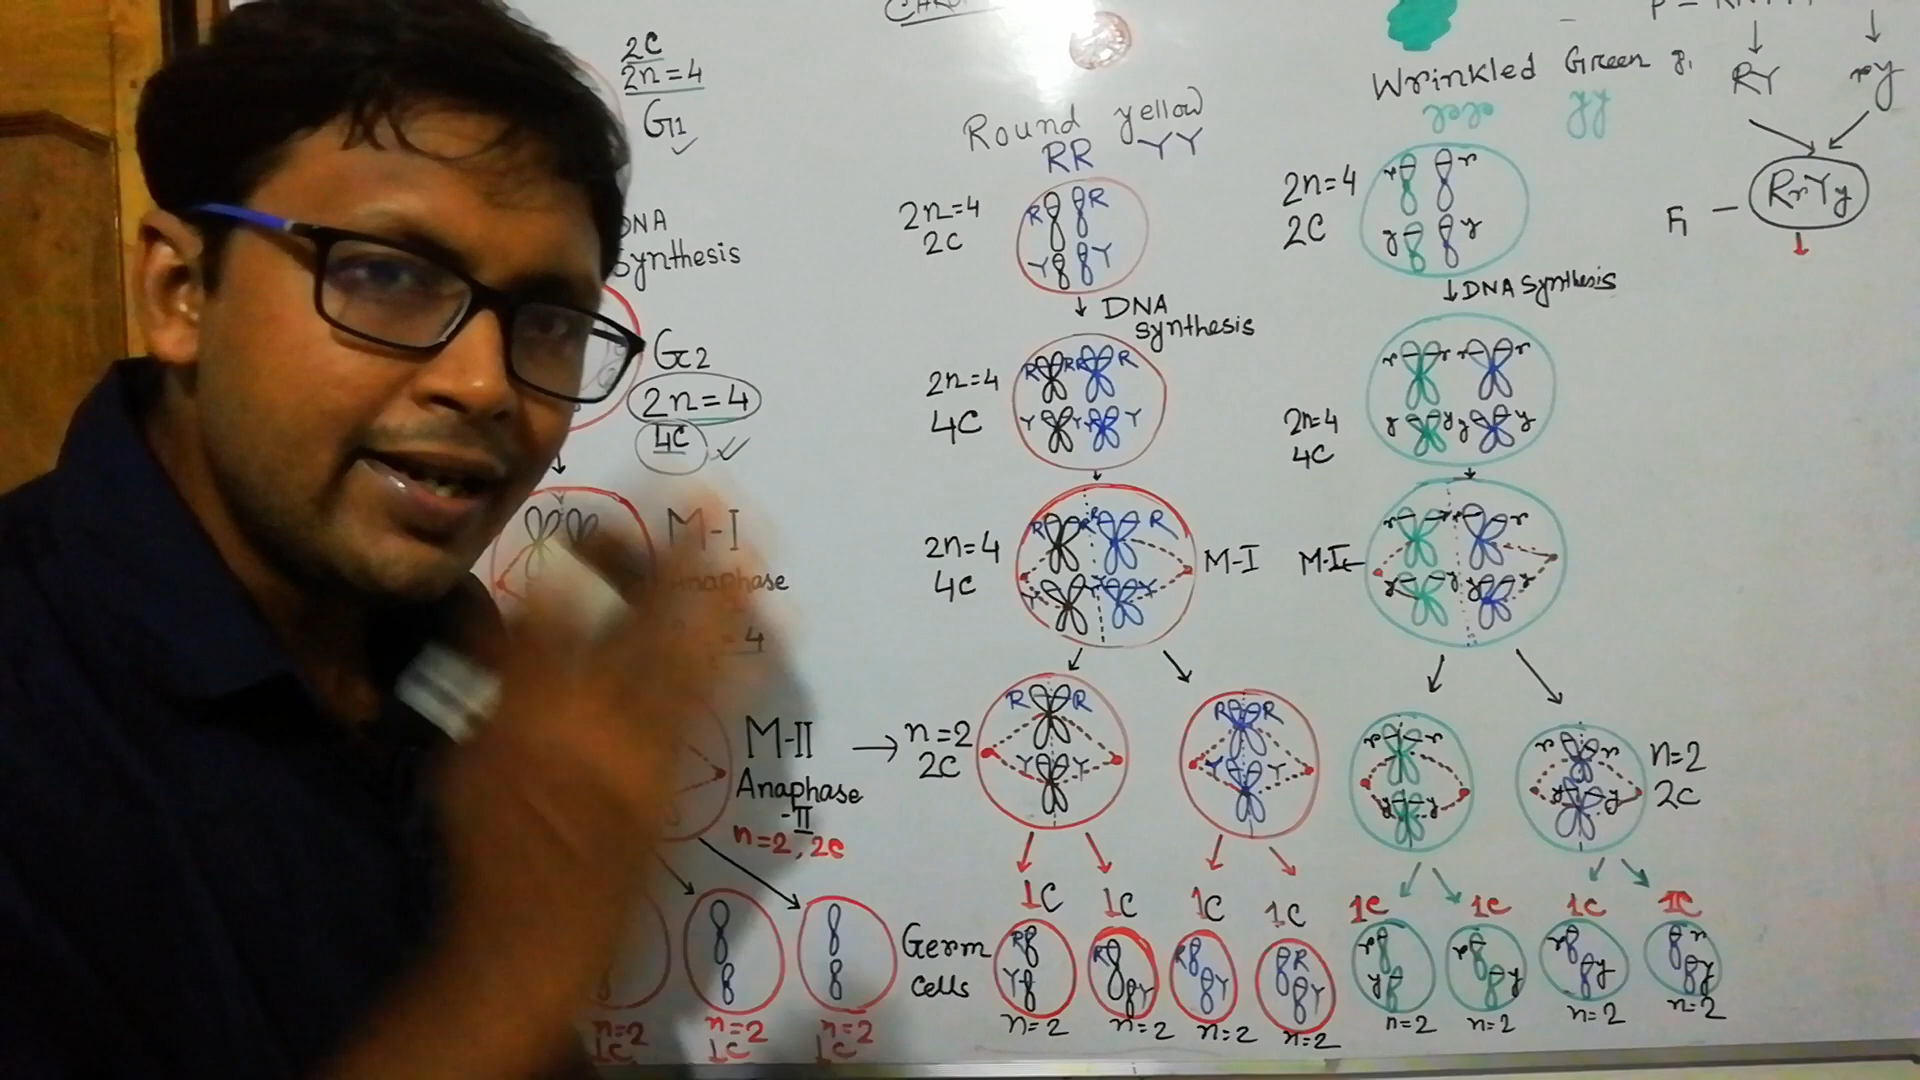 2C
2n=4
G1
DNA
Synthesis
G2
2n=4
4C
M-I
Anaphase
4
M-II
Anaphase
-II
n=2, 2C
n=2
1C
n=2
1C
n=2
1C
Germ
cells
Round yellow
RR YY
2n=4
2C
R R
Y Y
↓ DNA
synthesis
2n=4
4C
R R R R
Y Y Y Y
2n=4
4C
R R R R
Y Y Y Y
M-I
→ n=2
2C
R R
Y Y
R R
Y Y
1C 1C 1C 1C
R R R R
Y Y Y Y
n=2 n=2 n=2 n=2
Wrinkled Green
rr yy
2n=4
2C
r r
y y
↓ DNA Synthesis
2n=4
4C
r r r r
y y y y
M-I
r r r r
y y y y
r r
y y
r r
y y
n=2
2C
1C 1C 1C 1C
r r r r
y y y y
n=2 n=2 n=2 n=2
RY ry
F1 - RrYy